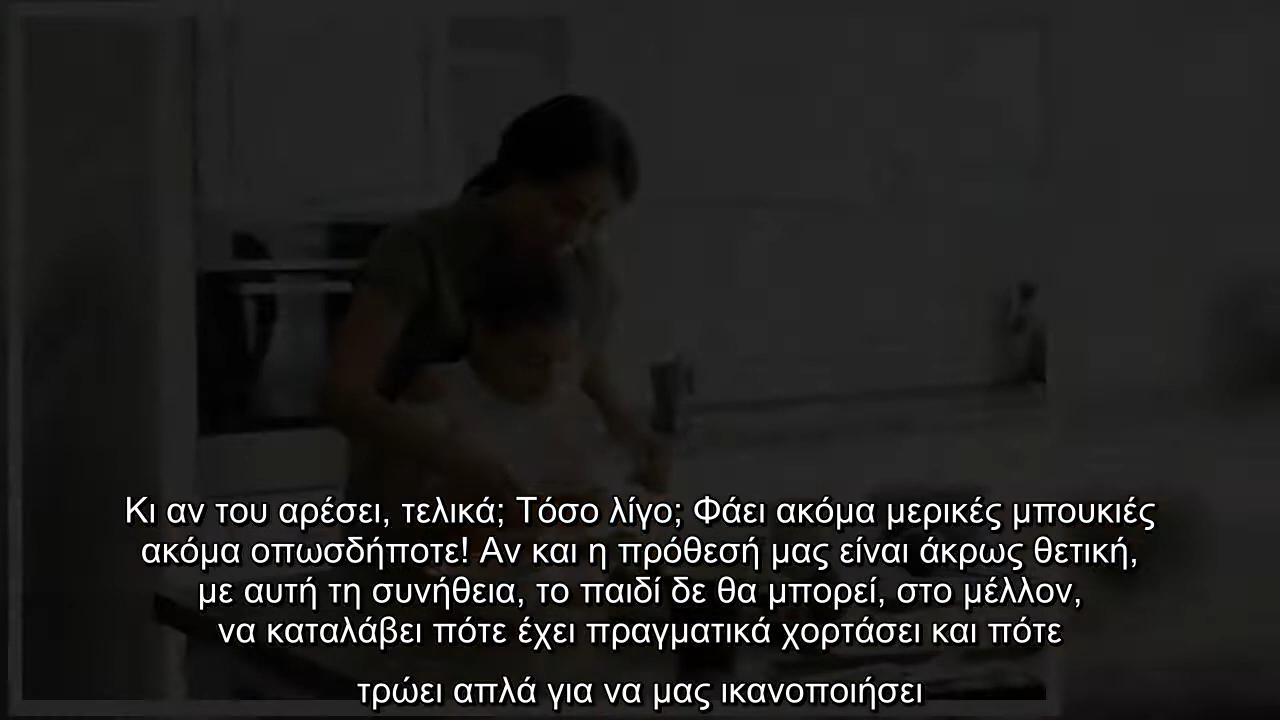 Κι αν του αρέσει, τελικά; Τόσο λίγο; Φάει ακόμα μερικές μπουκιές
ακόμα οπωσδήποτε! Αν και η πρόθεσή μας είναι άκρως θετική,
με αυτή τη συνήθεια, το παιδί δε θα μπορεί, στο μέλλον,
να καταλάβει πότε έχει πραγματικά χορτάσει και πότε
τρώει απλά για να μας ικανοποιήσει